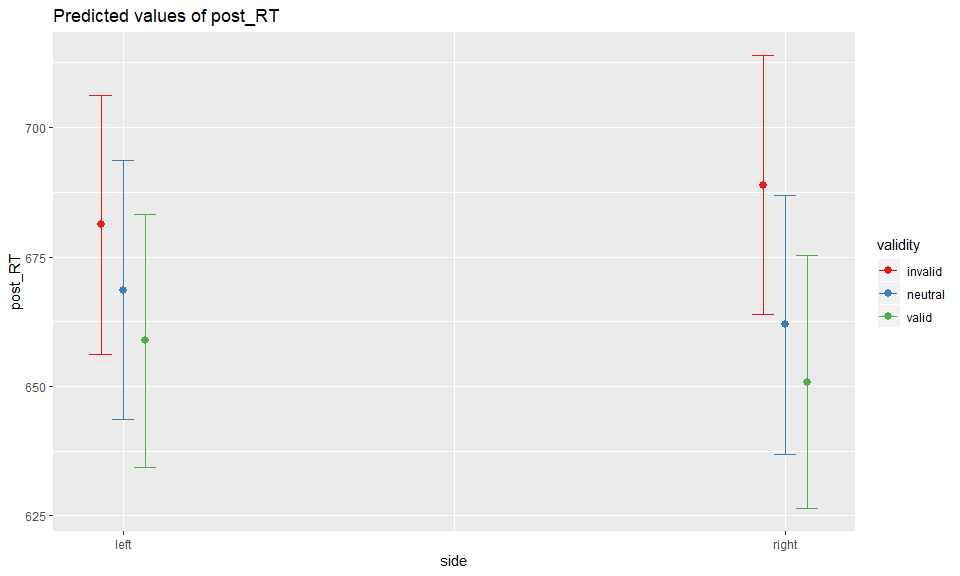 Predicted values of post_RT
post_RT
700
675
650
625
left
right
side
validity
invalid
neutral
valid